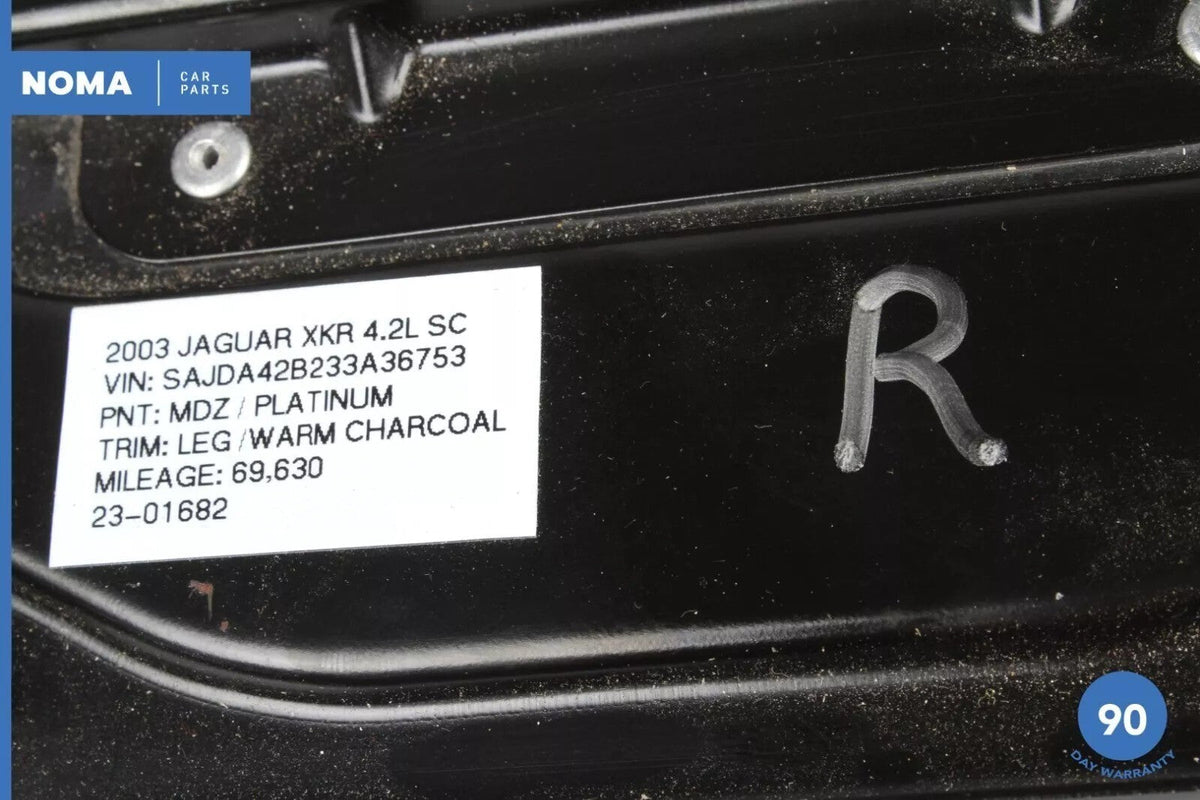 NOMA
CAR
PARTS
2003 JAGUAR XKR 4.2L SC
VIN: SAJDA42B233A36753
PNT: MDZ / PLATINUM
TRIM: LEG /WARM CHARCOAL
MILEAGE: 69,630
23-01682
R
90
DAY WARRANTY